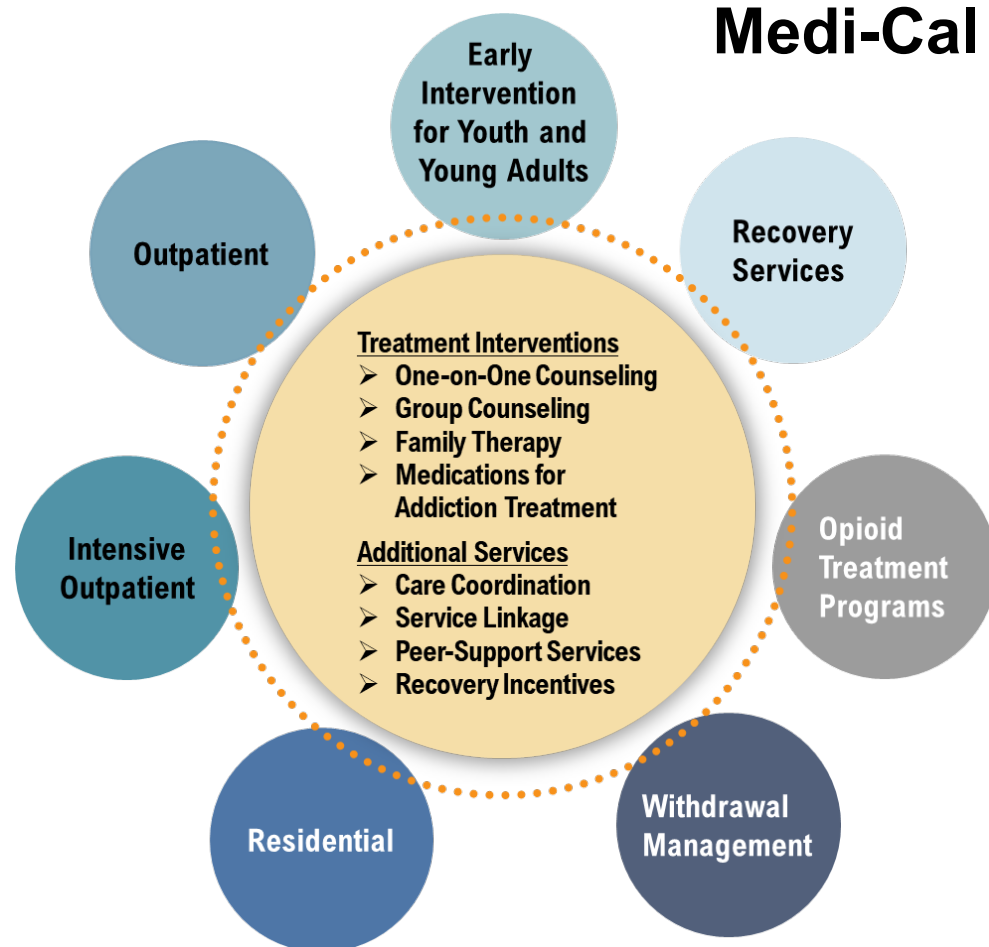 Medi-Cal
Early
Intervention
for Youth and
Young Adults
Outpatient
Recovery
Services
Treatment Interventions
➢ One-on-One Counseling
➢ Group Counseling
➢ Family Therapy
➢ Medications for
Addiction Treatment
Additional Services
➢ Care Coordination
➢ Service Linkage
➢ Peer-Support Services
➢ Recovery Incentives
Intensive
Outpatient
Opioid
Treatment
Programs
Residential
Withdrawal
Management